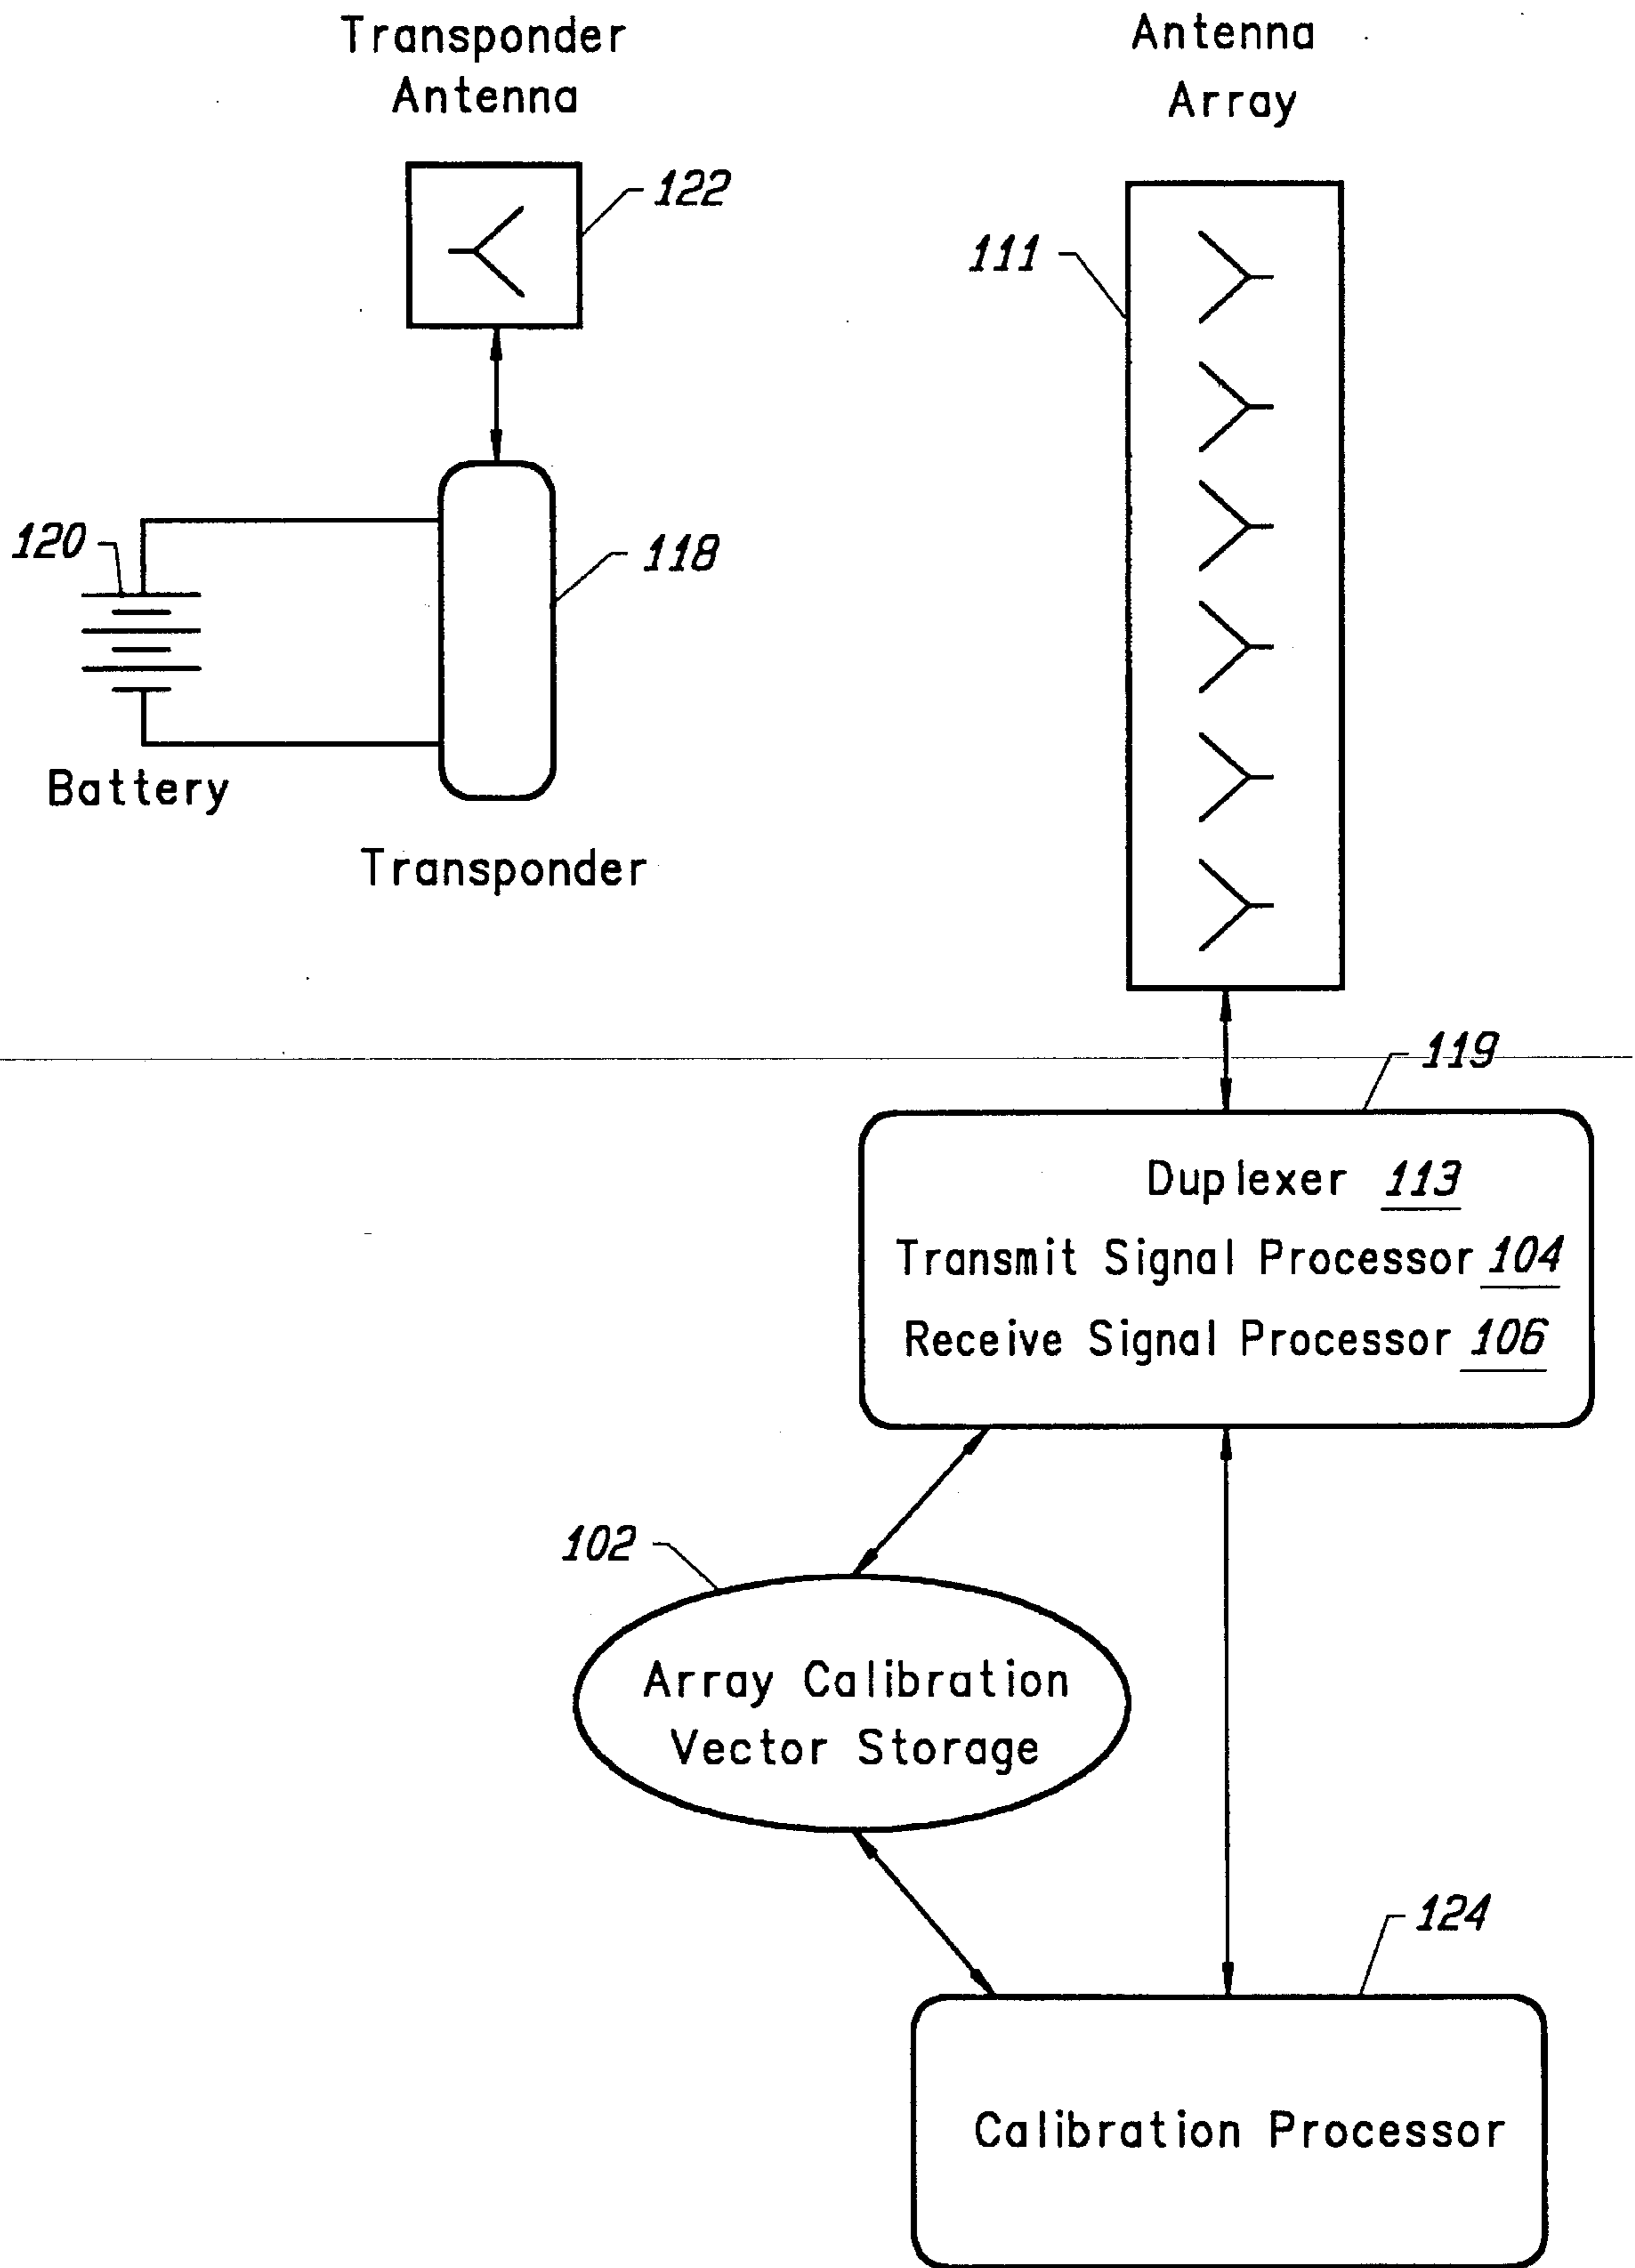 Transponder
Antenna
122
120
118
Battery
Transponder
Antenna
Array
111
119
Duplexer 113
Transmit Signal Processor 104
Receive Signal Processor 106
102
Array Calibration
Vector Storage
124
Calibration Processor